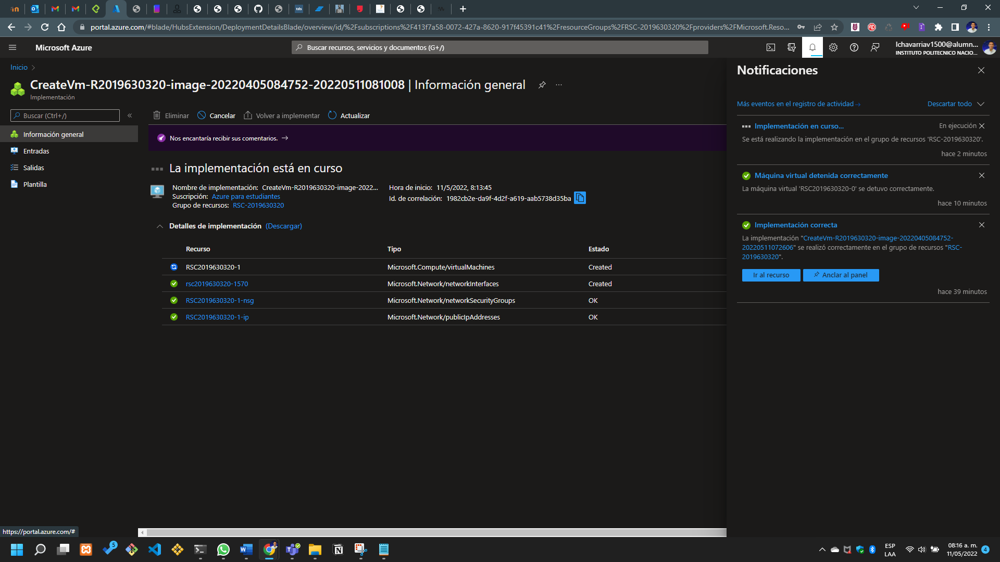 portal.azure.com/#blade/HubsExtension/DeploymentDetailsBlade/overview/id/%2Fsubscriptions%2F413f7a58-0072-427a-8620-917f45391c41%2FresourceGroups%2FRSC-2019630320%2Fproviders%2FMicrosoft.Reso...
Microsoft Azure
Buscar recursos, servicios y documentos (G+/)
lchavarriav1500@alumn...
INSTITUTO POLITECNICO NACIO...
Inicio
CreateVm-R2019630320-image-20220405084752-20220511081008 | Información general
Implementación
Buscar (Ctrl+/)
Información general
Entradas
Salidas
Plantilla
Eliminar
Cancelar
Volver a implementar
Actualizar
Nos encantaría recibir sus comentarios. →
La implementación está en curso
Nombre de implementación: CreateVm-R2019630320-image-2022...
Suscripción: Azure para estudiantes
Grupo de recursos: RSC-2019630320
Hora de inicio: 11/5/2022, 8:13:45
Id. de correlación: 1982cb2e-da9f-4d2f-a619-aab5738d35ba
Detalles de implementación (Descargar)
Recurso Tipo Estado
RSC2019630320-1 Microsoft.Compute/virtualMachines Created
rsc2019630320-1570 Microsoft.Network/networkInterfaces Created
RSC2019630320-1-nsg Microsoft.Network/networkSecurityGroups OK
RSC2019630320-1-ip Microsoft.Network/publicIpAddresses OK
Notificaciones
Más eventos en el registro de actividad →
Descartar todo
Implementación en curso...
En ejecución
Se está realizando la implementación en el grupo de recursos 'RSC-2019630320'.
hace 2 minutos
Máquina virtual detenida correctamente
La máquina virtual 'RSC2019630320-0' se detuvo correctamente.
hace 10 minutos
Implementación correcta
La implementación "CreateVm-R2019630320-image-20220405084752-
20220511072606" se realizó correctamente en el grupo de recursos "RSC-
2019630320".
Ir al recurso
Anclar al panel
hace 39 minutos
https://portal.azure.com/#
5
ESP
LAA
08:16 a. m.
11/05/2022
4